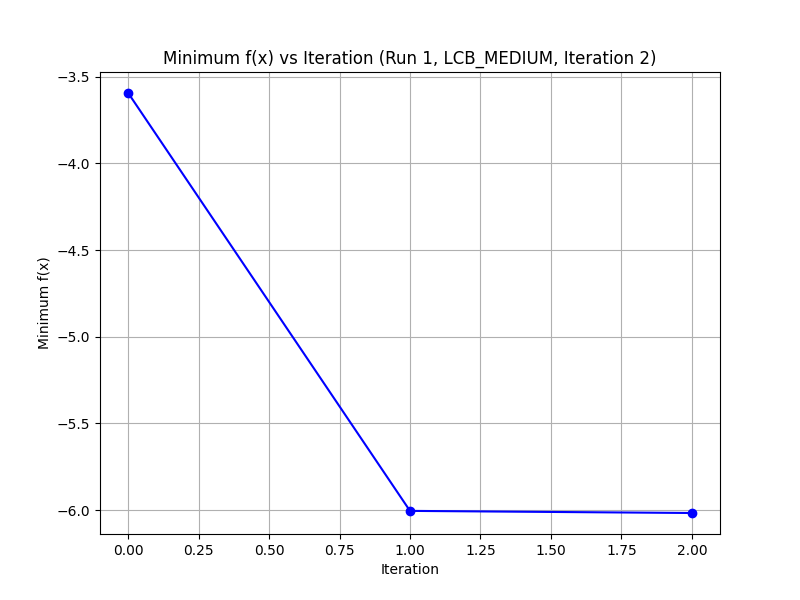 Minimum f(x) vs Iteration (Run 1, LCB_MEDIUM, Iteration 2)
Minimum f(x)
−3.5
−4.0
−4.5
−5.0
−5.5
−6.0
0.00 0.25 0.50 0.75 1.00 1.25 1.50 1.75 2.00
Iteration